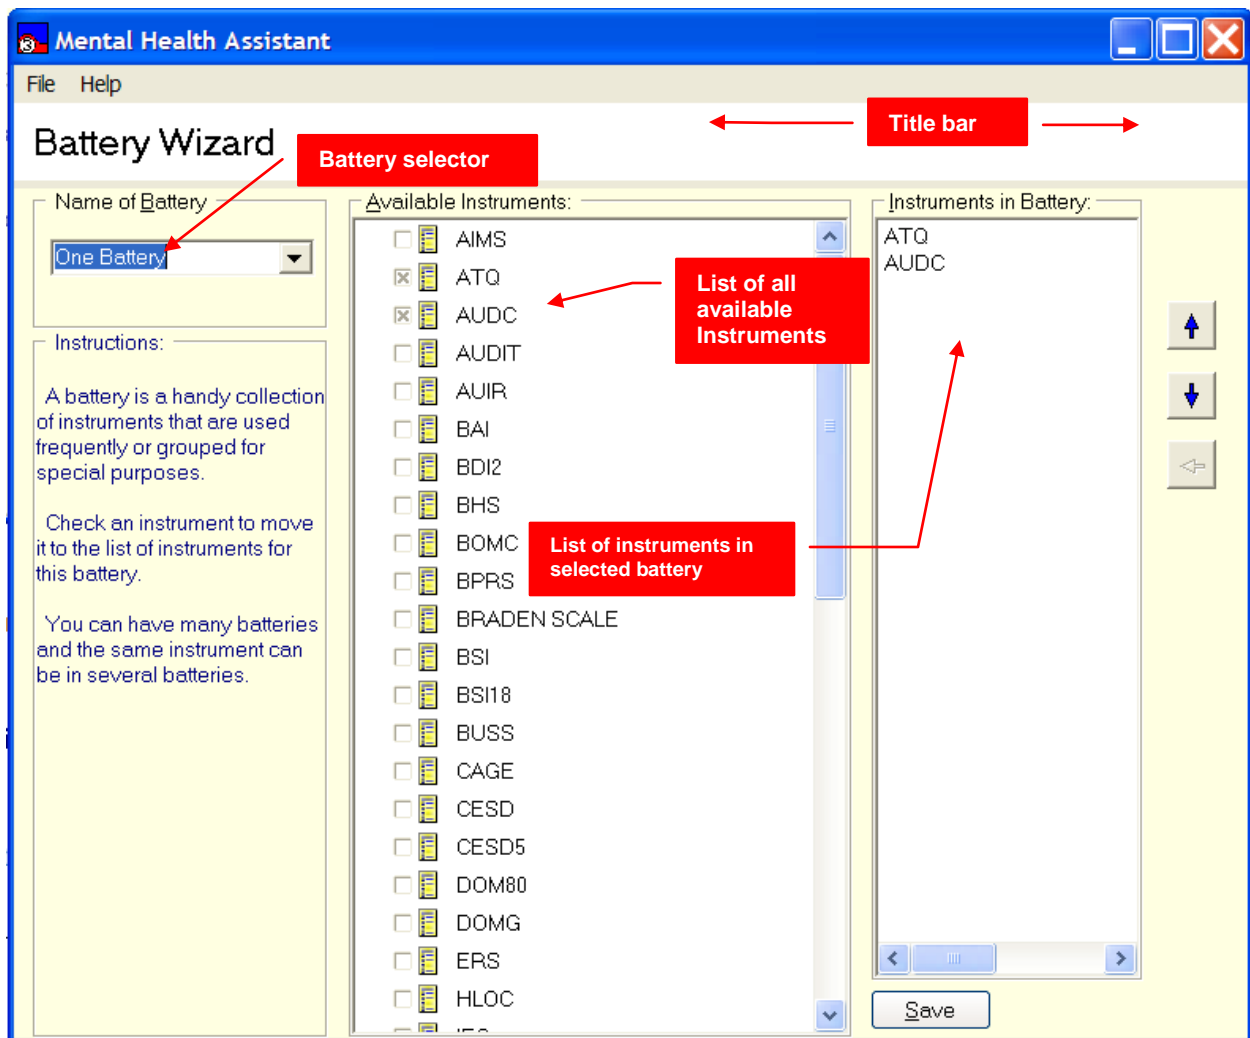 Mental Health Assistant
File Help
Title bar
Battery Wizard
Battery selector
Name of Battery
One Battery
Instructions:
A battery is a handy collection
of instruments that are used
frequently or grouped for
special purposes.
Check an instrument to move
it to the list of instruments for
this battery.
You can have many batteries
and the same instrument can
be in several batteries.
Available Instruments:
AIMS
ATQ
AUDC
AUDIT
AUIR
BAI
BDI2
BHS
BOMC
BPRS
BRADEN SCALE
BSI
BSI18
BUSS
CAGE
CESD
CESD5
DOM80
DOMG
ERS
HLOC
List of all
available
Instruments
List of instruments in
selected battery
Instruments in Battery:
ATQ
AUDC
Save